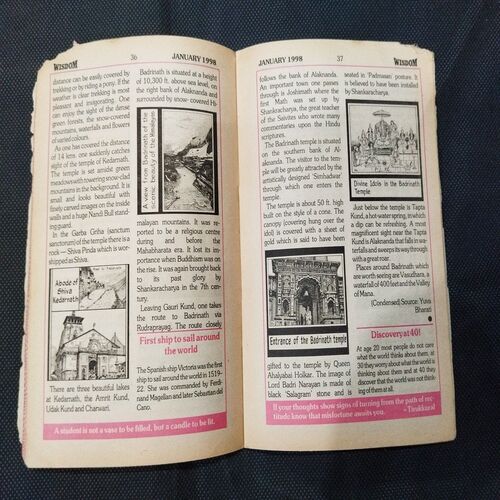 WISDOM
36
JANUARY 1998
distance can be easily covered by
trekking or by riding a pony. If the
weather is clear trekking is most
pleasant and invigorating. One
can enjoy the sight of the dense
green forests, the snow-covered
mountains, waterfalls and flowers
of varied colours.
As one has covered the distance
of 14 kms. one suddenly catches
sight of the temple of Kedarnath.
The temple is set amidst green
meadows with towering snow-clad
mountains in the background. It is
small and looks beautiful with
finely carved images on the inside
walls and a huge Nandi Bull stand-
ing guard.
In the Garba Griha (sanctum
sanctorum) of the temple there is a
rock — Shiva Pinda which is wor-
shipped as Shiva.
Abode of
Shiva
Kedarnath
There are three beautiful lakes
at Kedarnath, the Amrit Kund,
Udak Kund and Charwari.
Badrinath is situated at a height
of 10,300 ft. above sea level, on
the right bank of Alaknanda and
surrounded by snow- covered Hi-
A view from Badrinath of the
scenic beauty of the Himalayas
malayan mountains. It was re-
ported to be a religious centre
during and before the
Mahabharata era. It lost its im-
portance when Buddhism was on
the rise. It was again brought back
to its past glory by
Shankaracharya in the 7th cen-
tury.
Leaving Gauri Kund, one takes
the route to Badrinath via
Rudraprayag. The route closely
First ship to sail around
the world
The Spanish ship Victoria was the first
ship to sail around the world in 1519-
22. She was commanded by Ferdi-
nand Magellan and later Sebastian del
Cano.
A student is not a vase to be filled, but a candle to be lit.
JANUARY 1998
37
WISDOM
follows the bank of Alaknanda.
An important town one passes
through is Joshimath where the
first Math was set up by
Shankaracharya, the great teacher
of the Saivites who wrote many
commentaries upon the Hindu
scriptures.
The Badrinath temple is situated
on the southern bank of Al-
aknanda. The visitor to the tem-
ple will be greatly attracted by the
artistically designed 'Simhadwar'
through which one enters the
temple.
The temple is about 50 ft. high
built on the style of a cone. The
canopy (covering hung over the
idol) is covered with a sheet of
gold which is said to have been
Entrance of the Badrinath temple
gifted to the temple by Queen
Ahalyabai Holkar. The image of
Lord Badri Narayan is made of
black 'Salagram' stone and is
seated in 'Padmasan' posture. It
is believed to have been installed
by Shankaracharya.
Divine Idols in the Badrinath
Temple
Just below the temple is Tapta
Kund, a hot-water spring, in which
a dip can be refreshing. A most
magnificent sight near the Tapta
Kund is Alaknanda that falls in wa-
terfalls and sweeps its way through
with a great roar.
Places around Badrinath which
are worth seeing are Vasudhara, a
waterfall of 400 feet and the Valley
of Mana.
(Condensed) Source: Yuva
Bharati
Discovery at 40!
At age 20 most people do not care
what the world thinks about them, at
30 they worry about what the world is
thinking about them and at 40 they
discover that the world was not think-
ing of them at all.
If your thoughts show signs of turning from the path of rec-
titude know that misfortune awaits you.
– Tirukkural